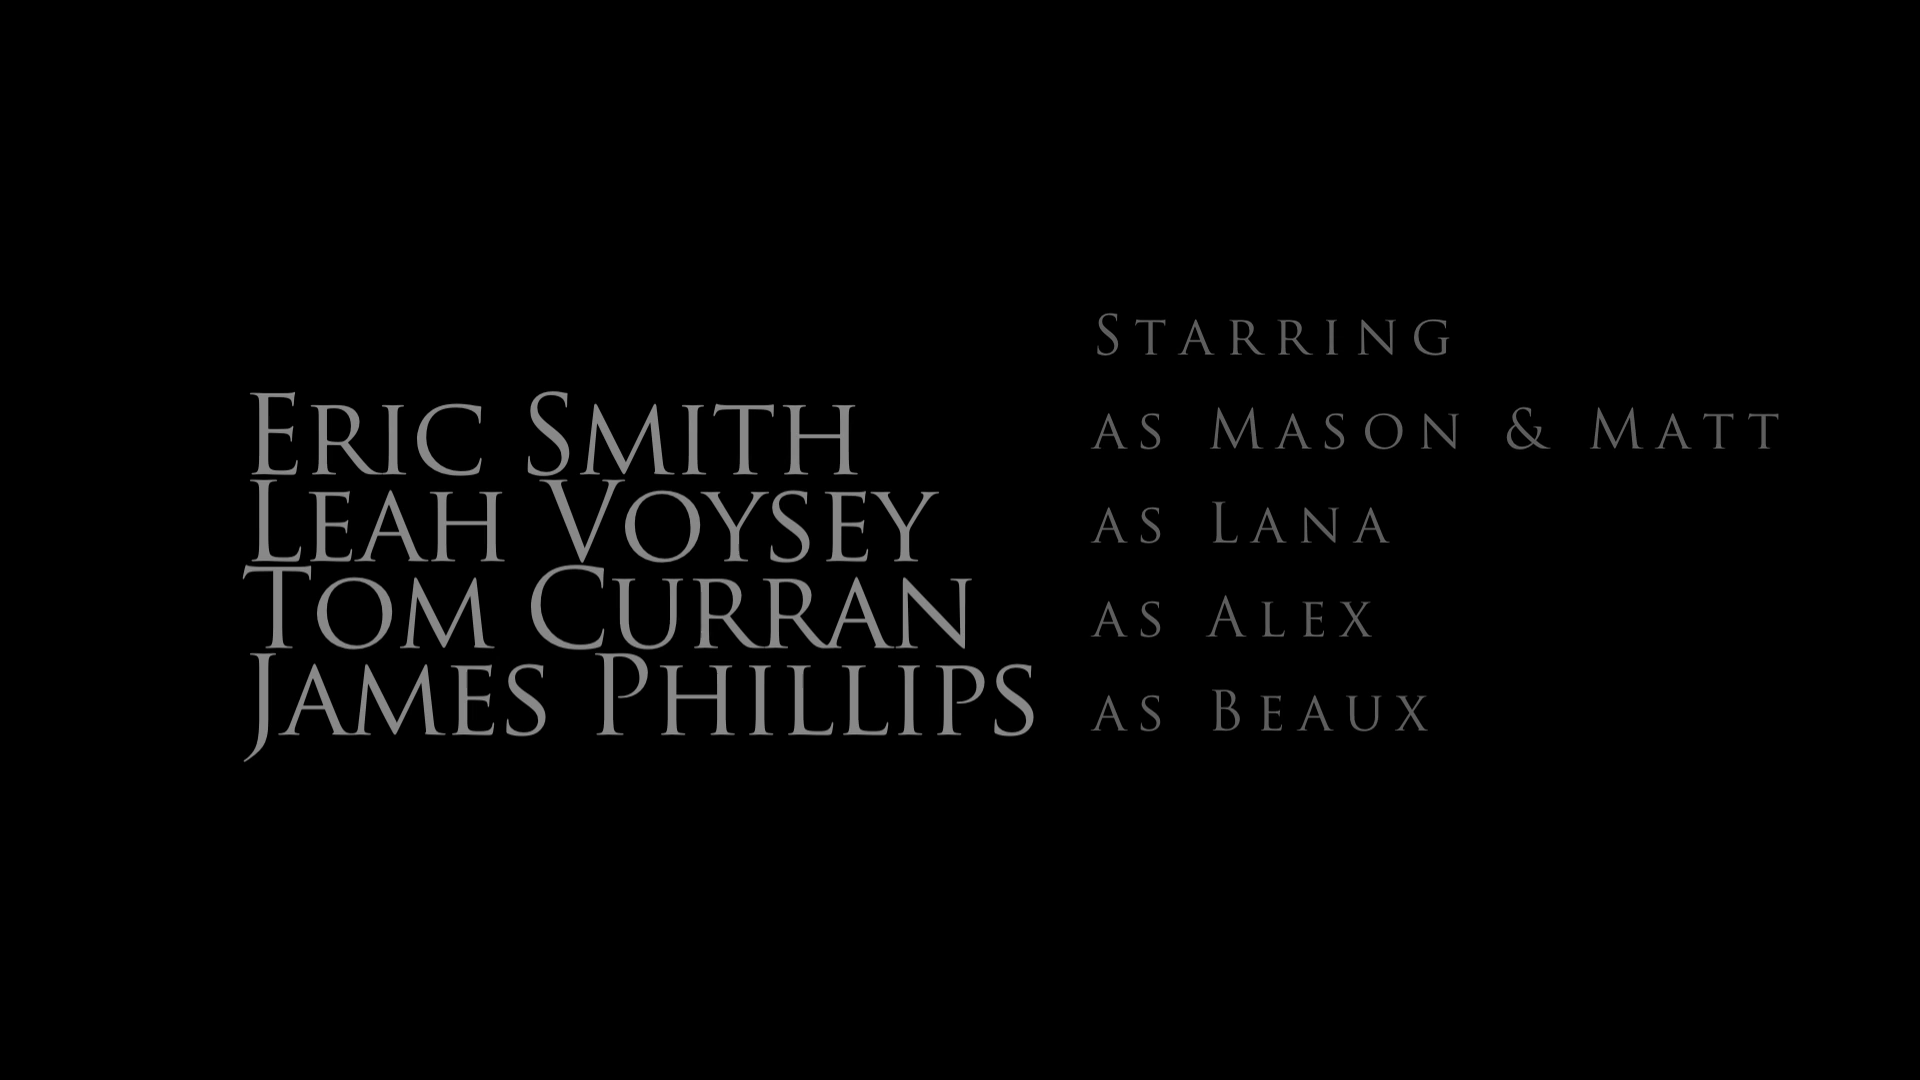 Starring
Eric Smith as Mason & Matt
Leah Voysey as Lana
Tom Curran as Alex
James Phillips as Beaux